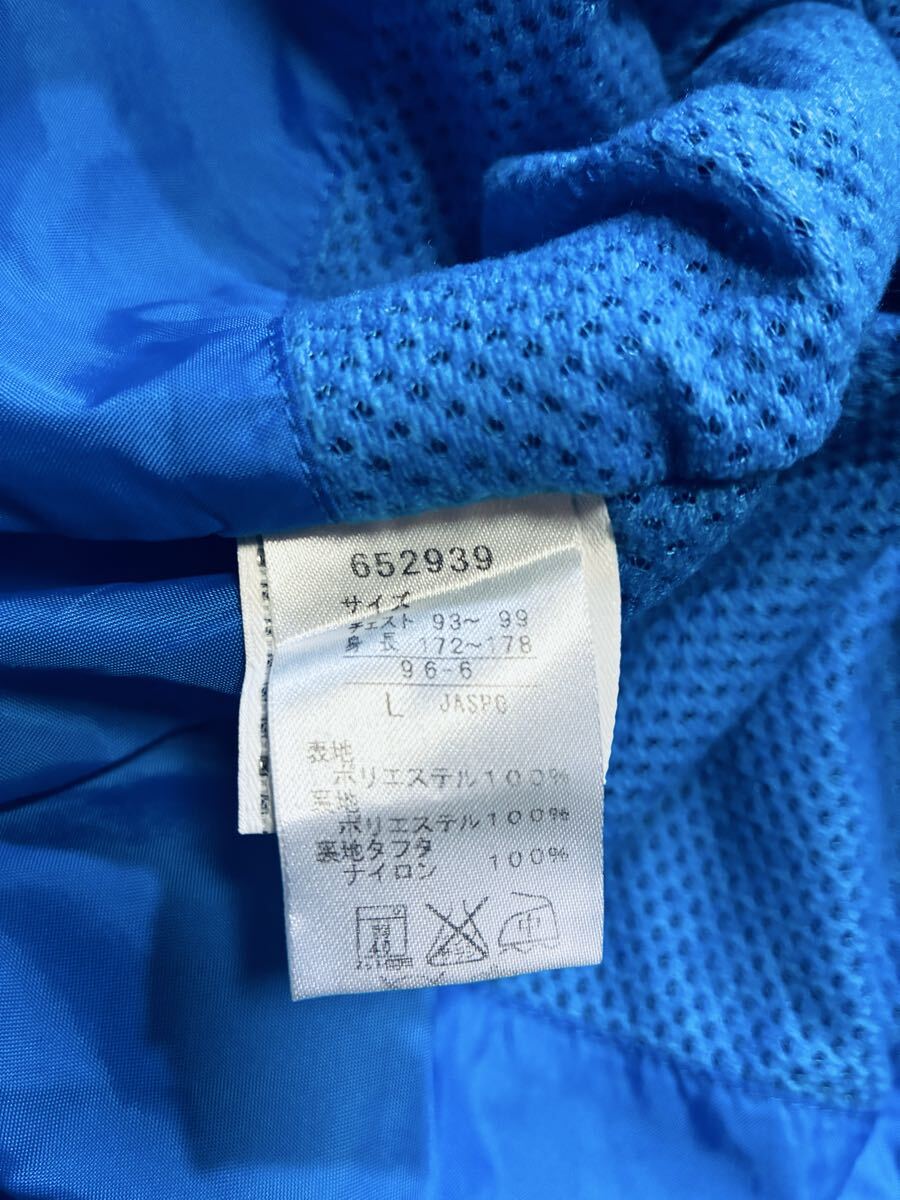 652939
サイズ
チェスト 93~ 99
身長 172~178
96-6
L JASPO
表地
ポリエステル100%
裏地
ポリエステル100%
裏地タフタ
ナイロン 100%
中